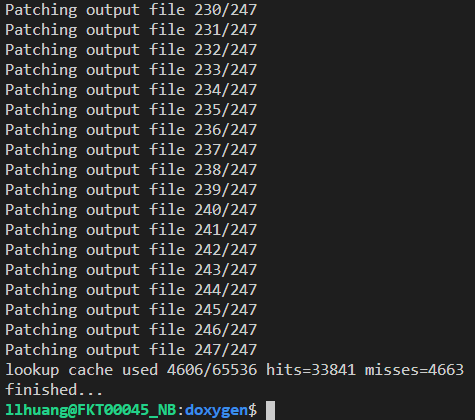 Patching output file 230/247
Patching output file 231/247
Patching output file 232/247
Patching output file 233/247
Patching output file 234/247
Patching output file 235/247
Patching output file 236/247
Patching output file 237/247
Patching output file 238/247
Patching output file 239/247
Patching output file 240/247
Patching output file 241/247
Patching output file 242/247
Patching output file 243/247
Patching output file 244/247
Patching output file 245/247
Patching output file 246/247
Patching output file 247/247
lookup cache used 4606/65536 hits=33841 misses=4663
finished...
llhuang@FKT00045_NB:doxygen$